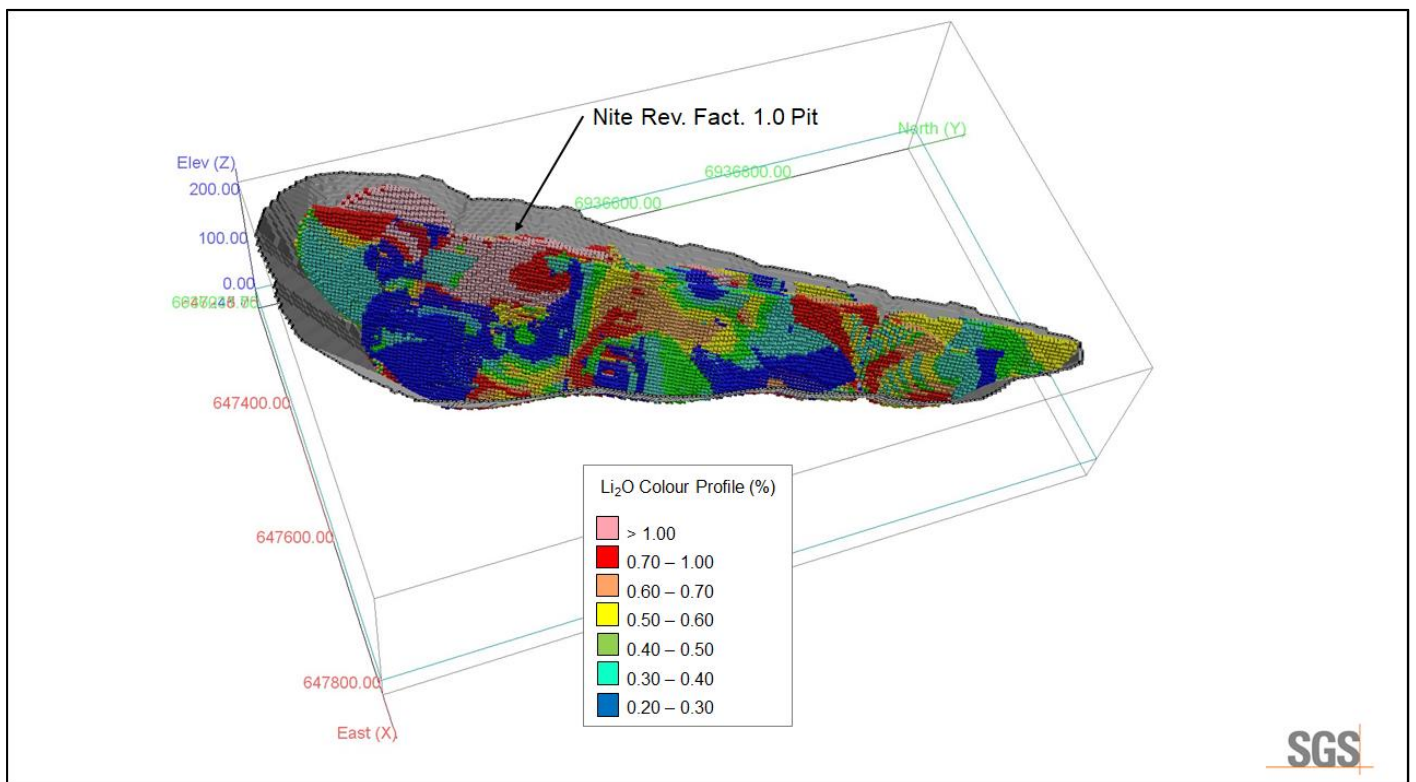 Nite Rev. Fact. 1.0 Pit
North (Y)
Elev (Z)
6936800.00
200.00
6936600.00
100.00
0.00
647400.00
647600.00
647800.00
East (X)
Li₂O Colour Profile (%)
> 1.00
0.70 – 1.00
0.60 – 0.70
0.50 – 0.60
0.40 – 0.50
0.30 – 0.40
0.20 – 0.30
SGS